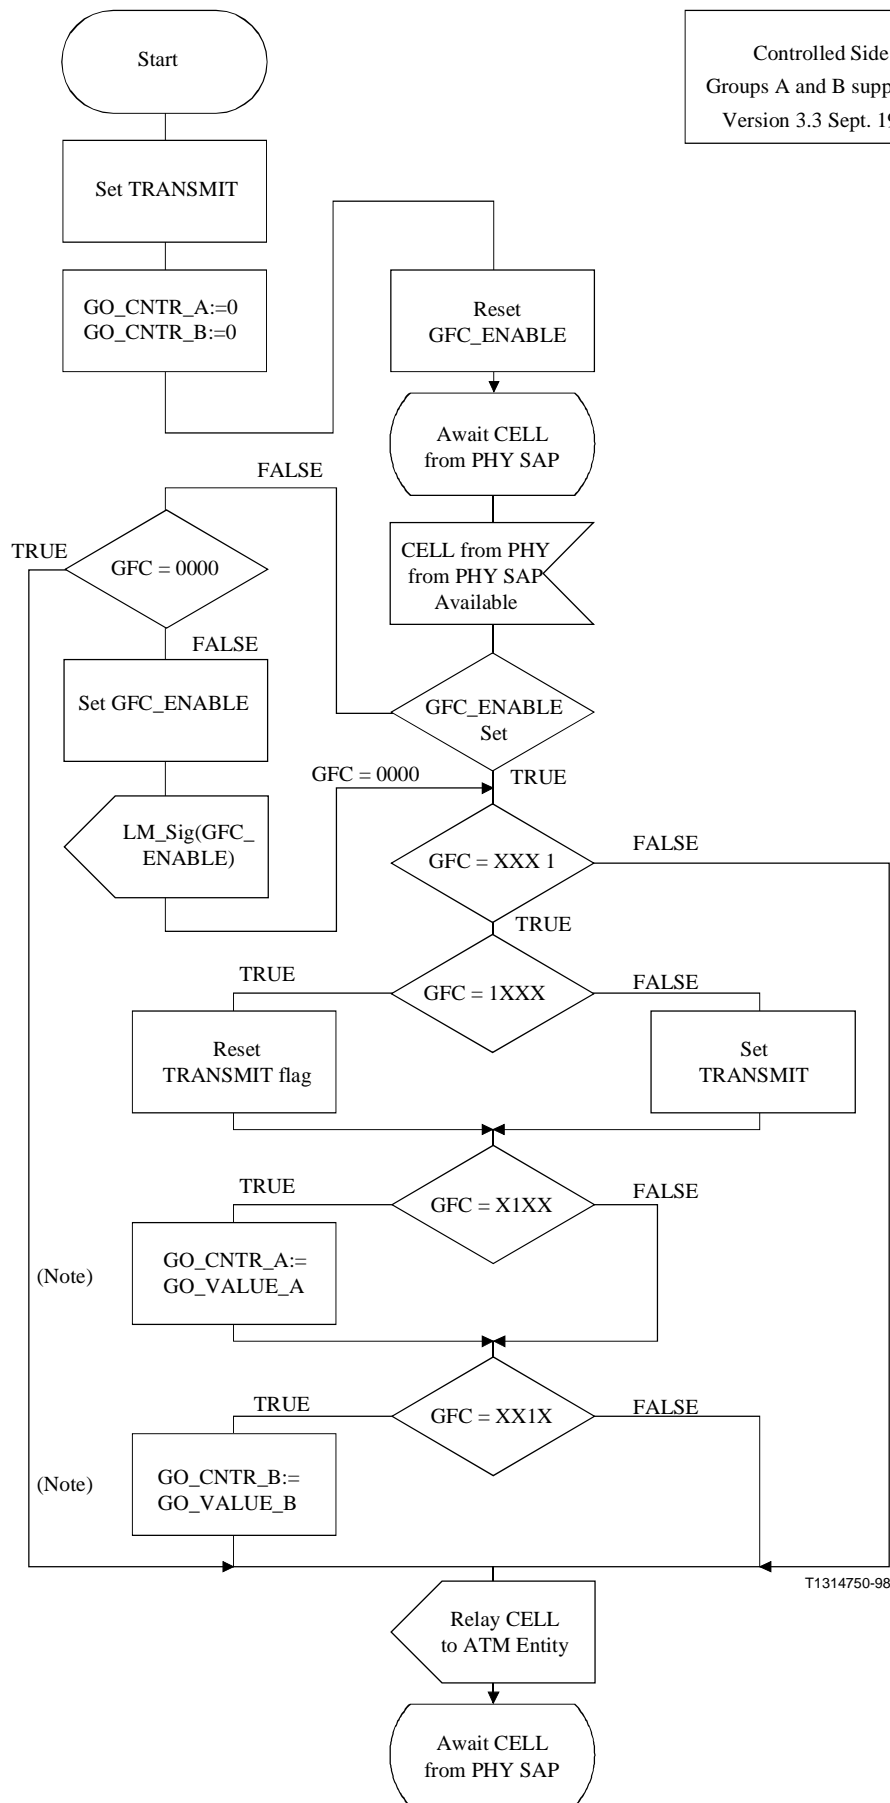 Start
Controlled Side
Groups A and B supp
Version 3.3 Sept. 19
Set TRANSMIT
GO_CNTR_A:=0
GO_CNTR_B:=0
Reset
GFC_ENABLE
Await CELL
from PHY SAP
FALSE
TRUE
GFC = 0000
CELL from PHY
from PHY SAP
Available
FALSE
Set GFC_ENABLE
GFC_ENABLE
Set
GFC = 0000
TRUE
LM_Sig(GFC_
ENABLE)
GFC = XXX 1
FALSE
TRUE
TRUE
GFC = 1XXX
FALSE
Reset
TRANSMIT flag
Set
TRANSMIT
TRUE
GFC = X1XX
FALSE
(Note)
GO_CNTR_A:=
GO_VALUE_A
TRUE
GFC = XX1X
FALSE
(Note)
GO_CNTR_B:=
GO_VALUE_B
T1314750-98
Relay CELL
to ATM Entity
Await CELL
from PHY SAP